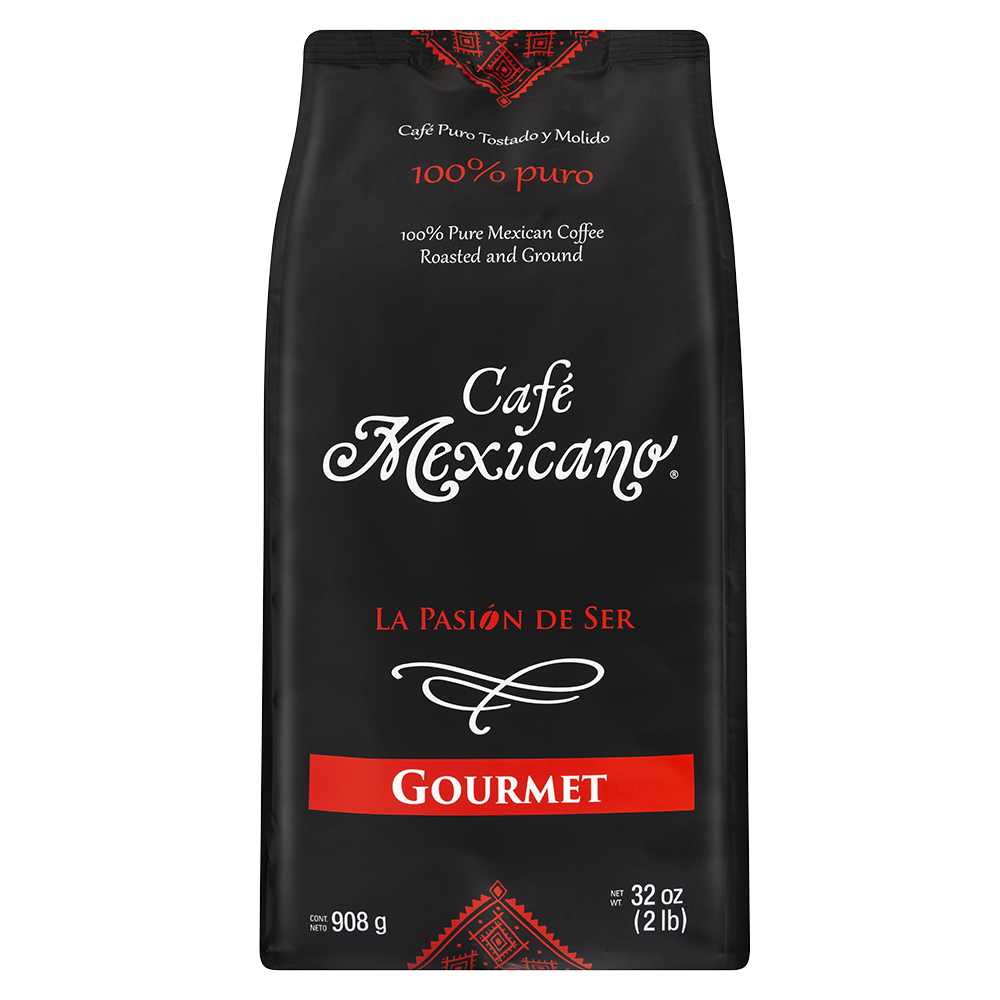 Café Puro Tostado y Molido
100% puro
100% Pure Mexican Coffee
Roasted and Ground
Café
Mexicano®
LA PASIÓN DE SER
GOURMET
CONT. NETO 908 g
NET WT. 32 oz
(2 lb)